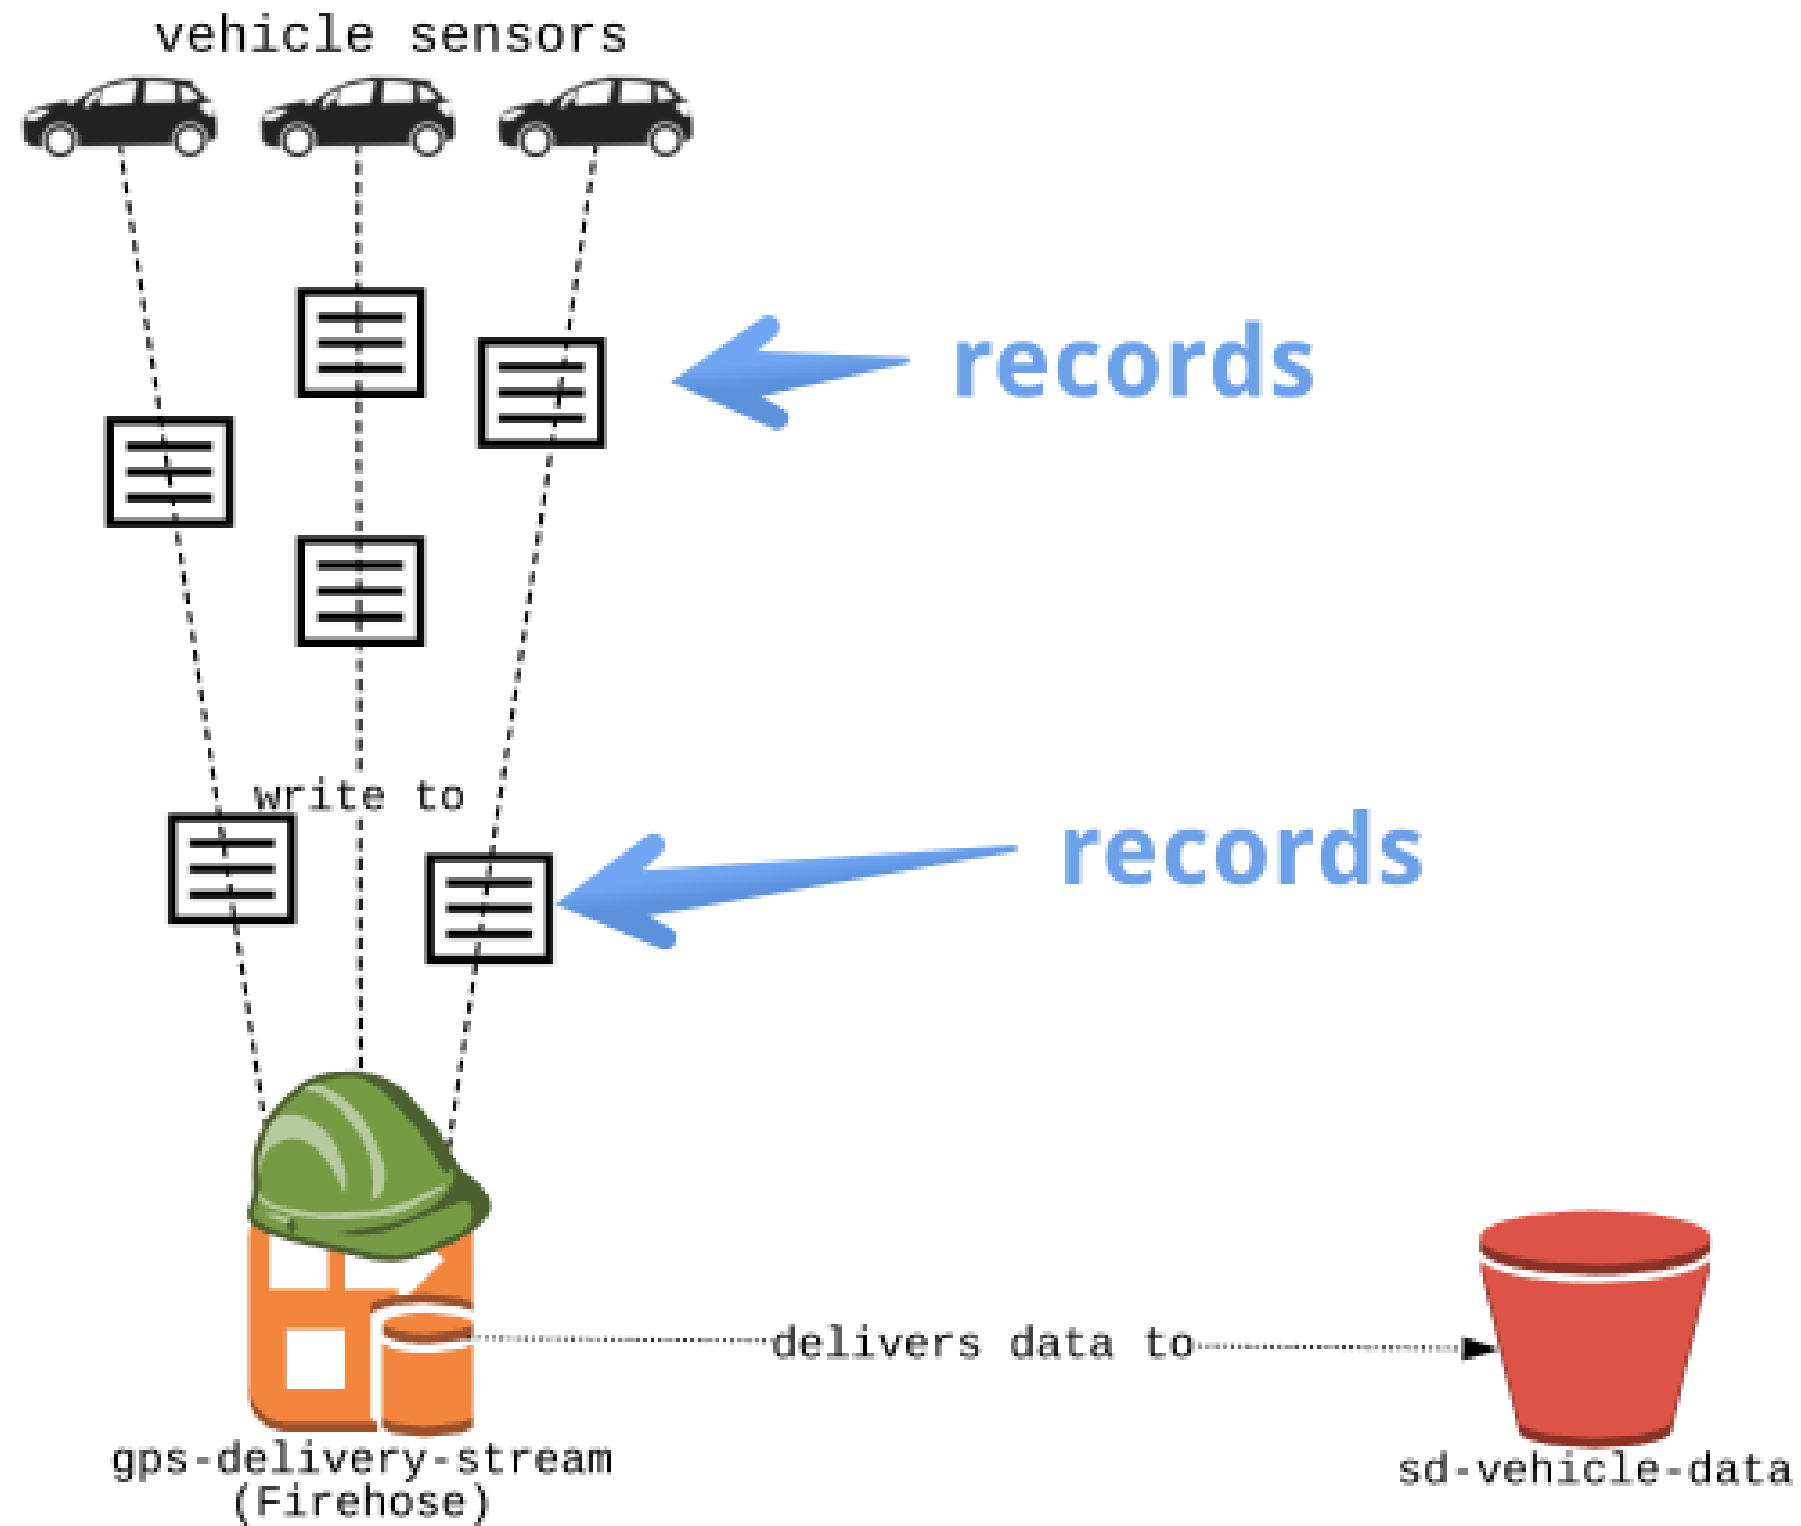 vehicle sensors
records
write to
records
delivers data to
gps-delivery-stream
(Firehose)
sd-vehicle-data